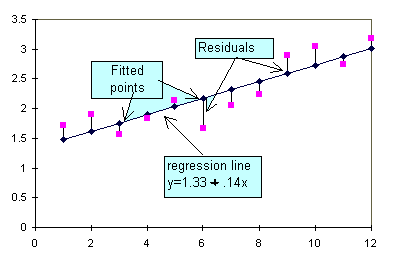 3.5
3
2.5
2
1.5
1
0.5
0
0 2 4 6 8 10 12
Fitted
points
Residuals
regression line
y=1.33 + .14x